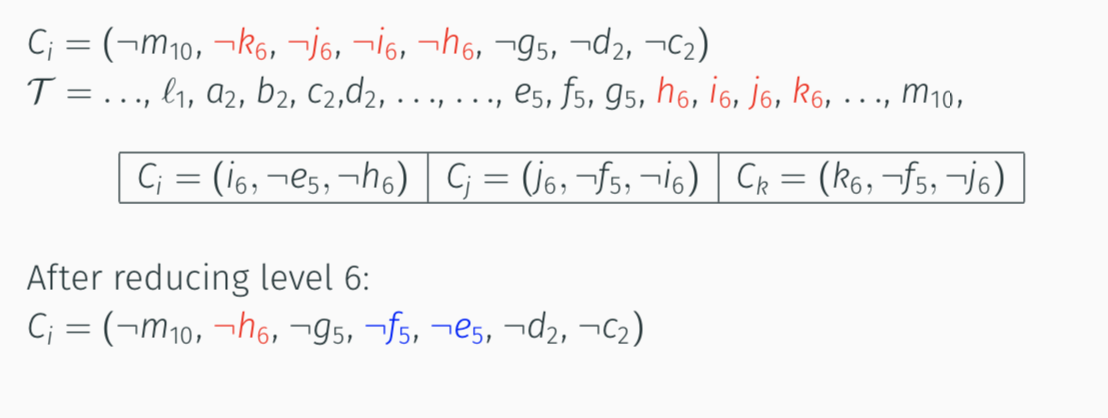 Cᵢ = (¬m₁₀, ¬k₆, ¬j₆, ¬i₆, ¬h₆, ¬g₅, ¬d₂, ¬c₂)
𝒯 = …, ℓ₁, a₂, b₂, c₂,d₂, …, …, e₅, f₅, g₅, h₆, i₆, j₆, k₆, …, m₁₀,
Cᵢ = (i₆, ¬e₅, ¬h₆) Cⱼ = (j₆, ¬f₅, ¬i₆) Cₖ = (k₆, ¬f₅, ¬j₆)
After reducing level 6:
Cᵢ = (¬m₁₀, ¬h₆, ¬g₅, ¬f₅, ¬e₅, ¬d₂, ¬c₂)